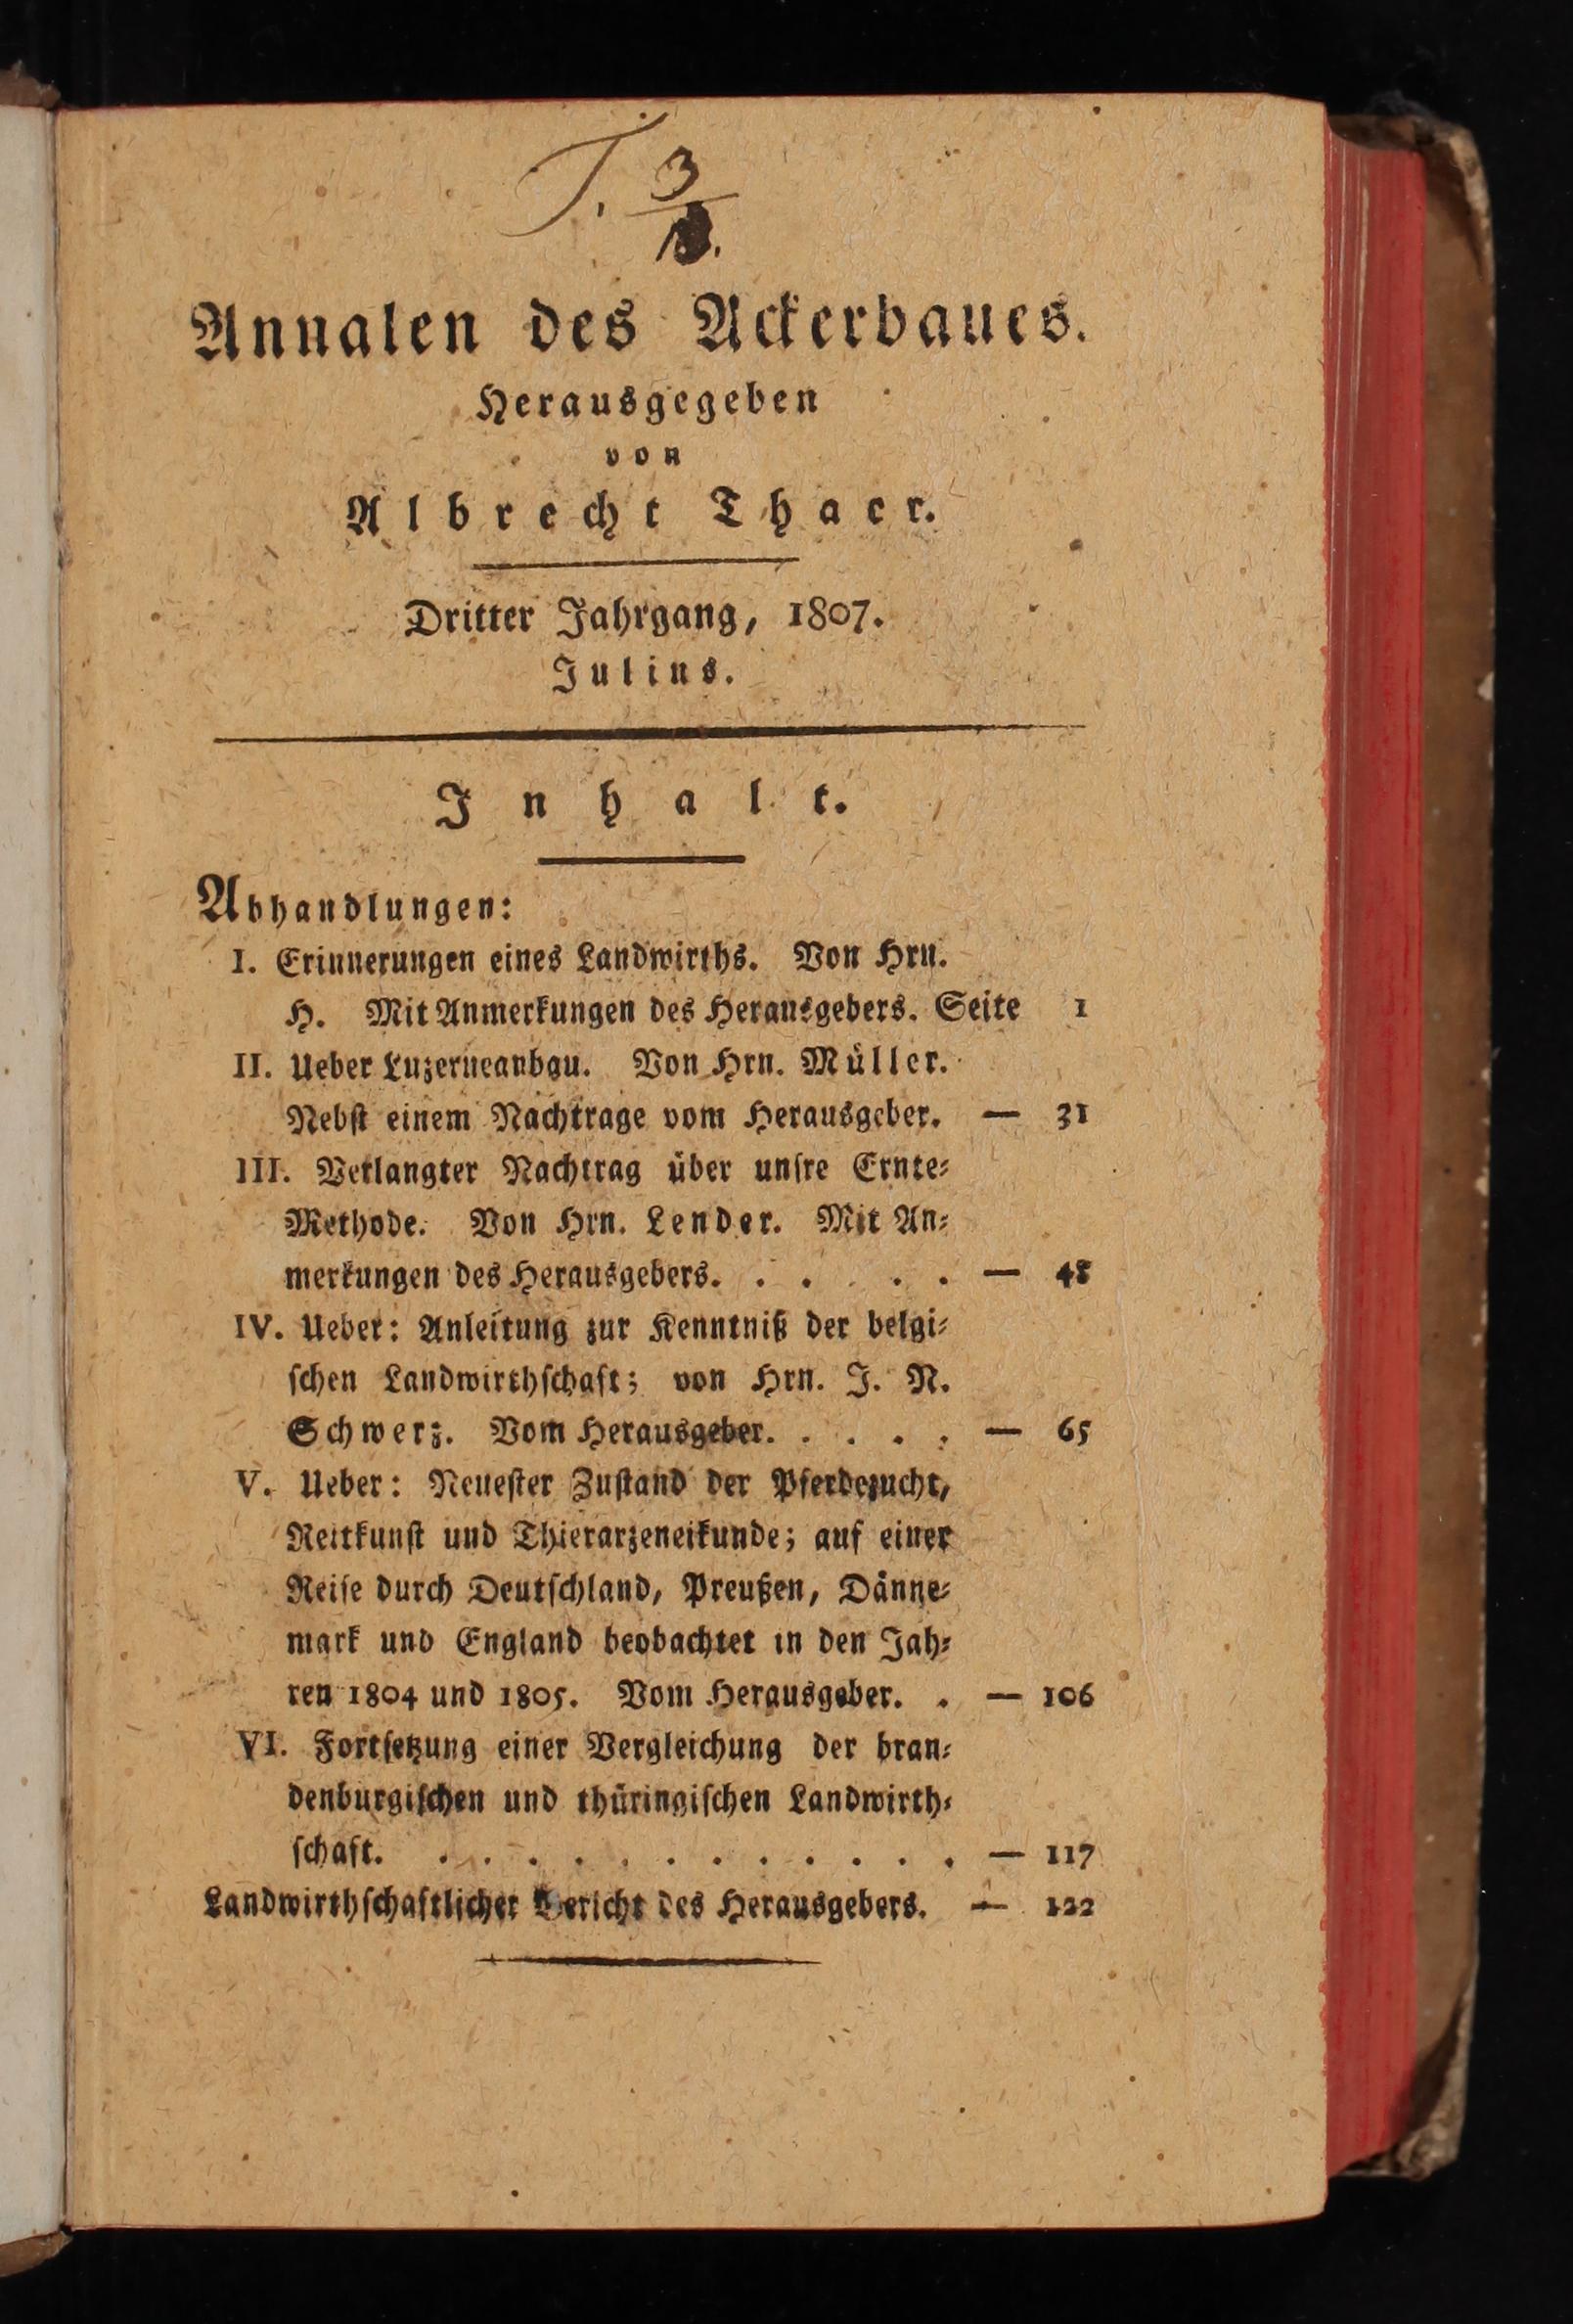 T. 3
Annalen des Ackerbaues.
Herausgegeben
von
Albrecht Thaer.
Dritter Jahrgang, 1807.
Julius.
Inhalt.
Abhandlungen:
I. Erinnerungen eines Landwirths. Von Hrn.
H. Mit Anmerkungen des Herausgebers. Seite 1
II. Ueber Luzerneanbau. Von Hrn. Müller.
Nebst einem Nachtrage vom Herausgeber. — 31
III. Verlangter Nachtrag über unsre Ernte-
Methode. Von Hrn. Lender. Mit An-
merkungen des Herausgebers. . . . . . — 48
IV. Ueber: Anleitung zur Kenntniß der belgi-
schen Landwirthschaft; von Hrn. J. N.
Schwerz. Vom Herausgeber. . . . . — 65
V. Ueber: Neuester Zustand der Pferdezucht,
Reitkunst und Thierarzeneikunde; auf einer
Reise durch Deutschland, Preußen, Dänne-
mark und England beobachtet in den Jah-
ren 1804 und 1805. Vom Herausgeber. . — 106
VI. Fortsetzung einer Vergleichung der bran-
denburgischen und thüringischen Landwirth-
schaft. . . . . . . . . . . . . — 117
Landwirthschaftlicher Bericht des Herausgebers. — 122